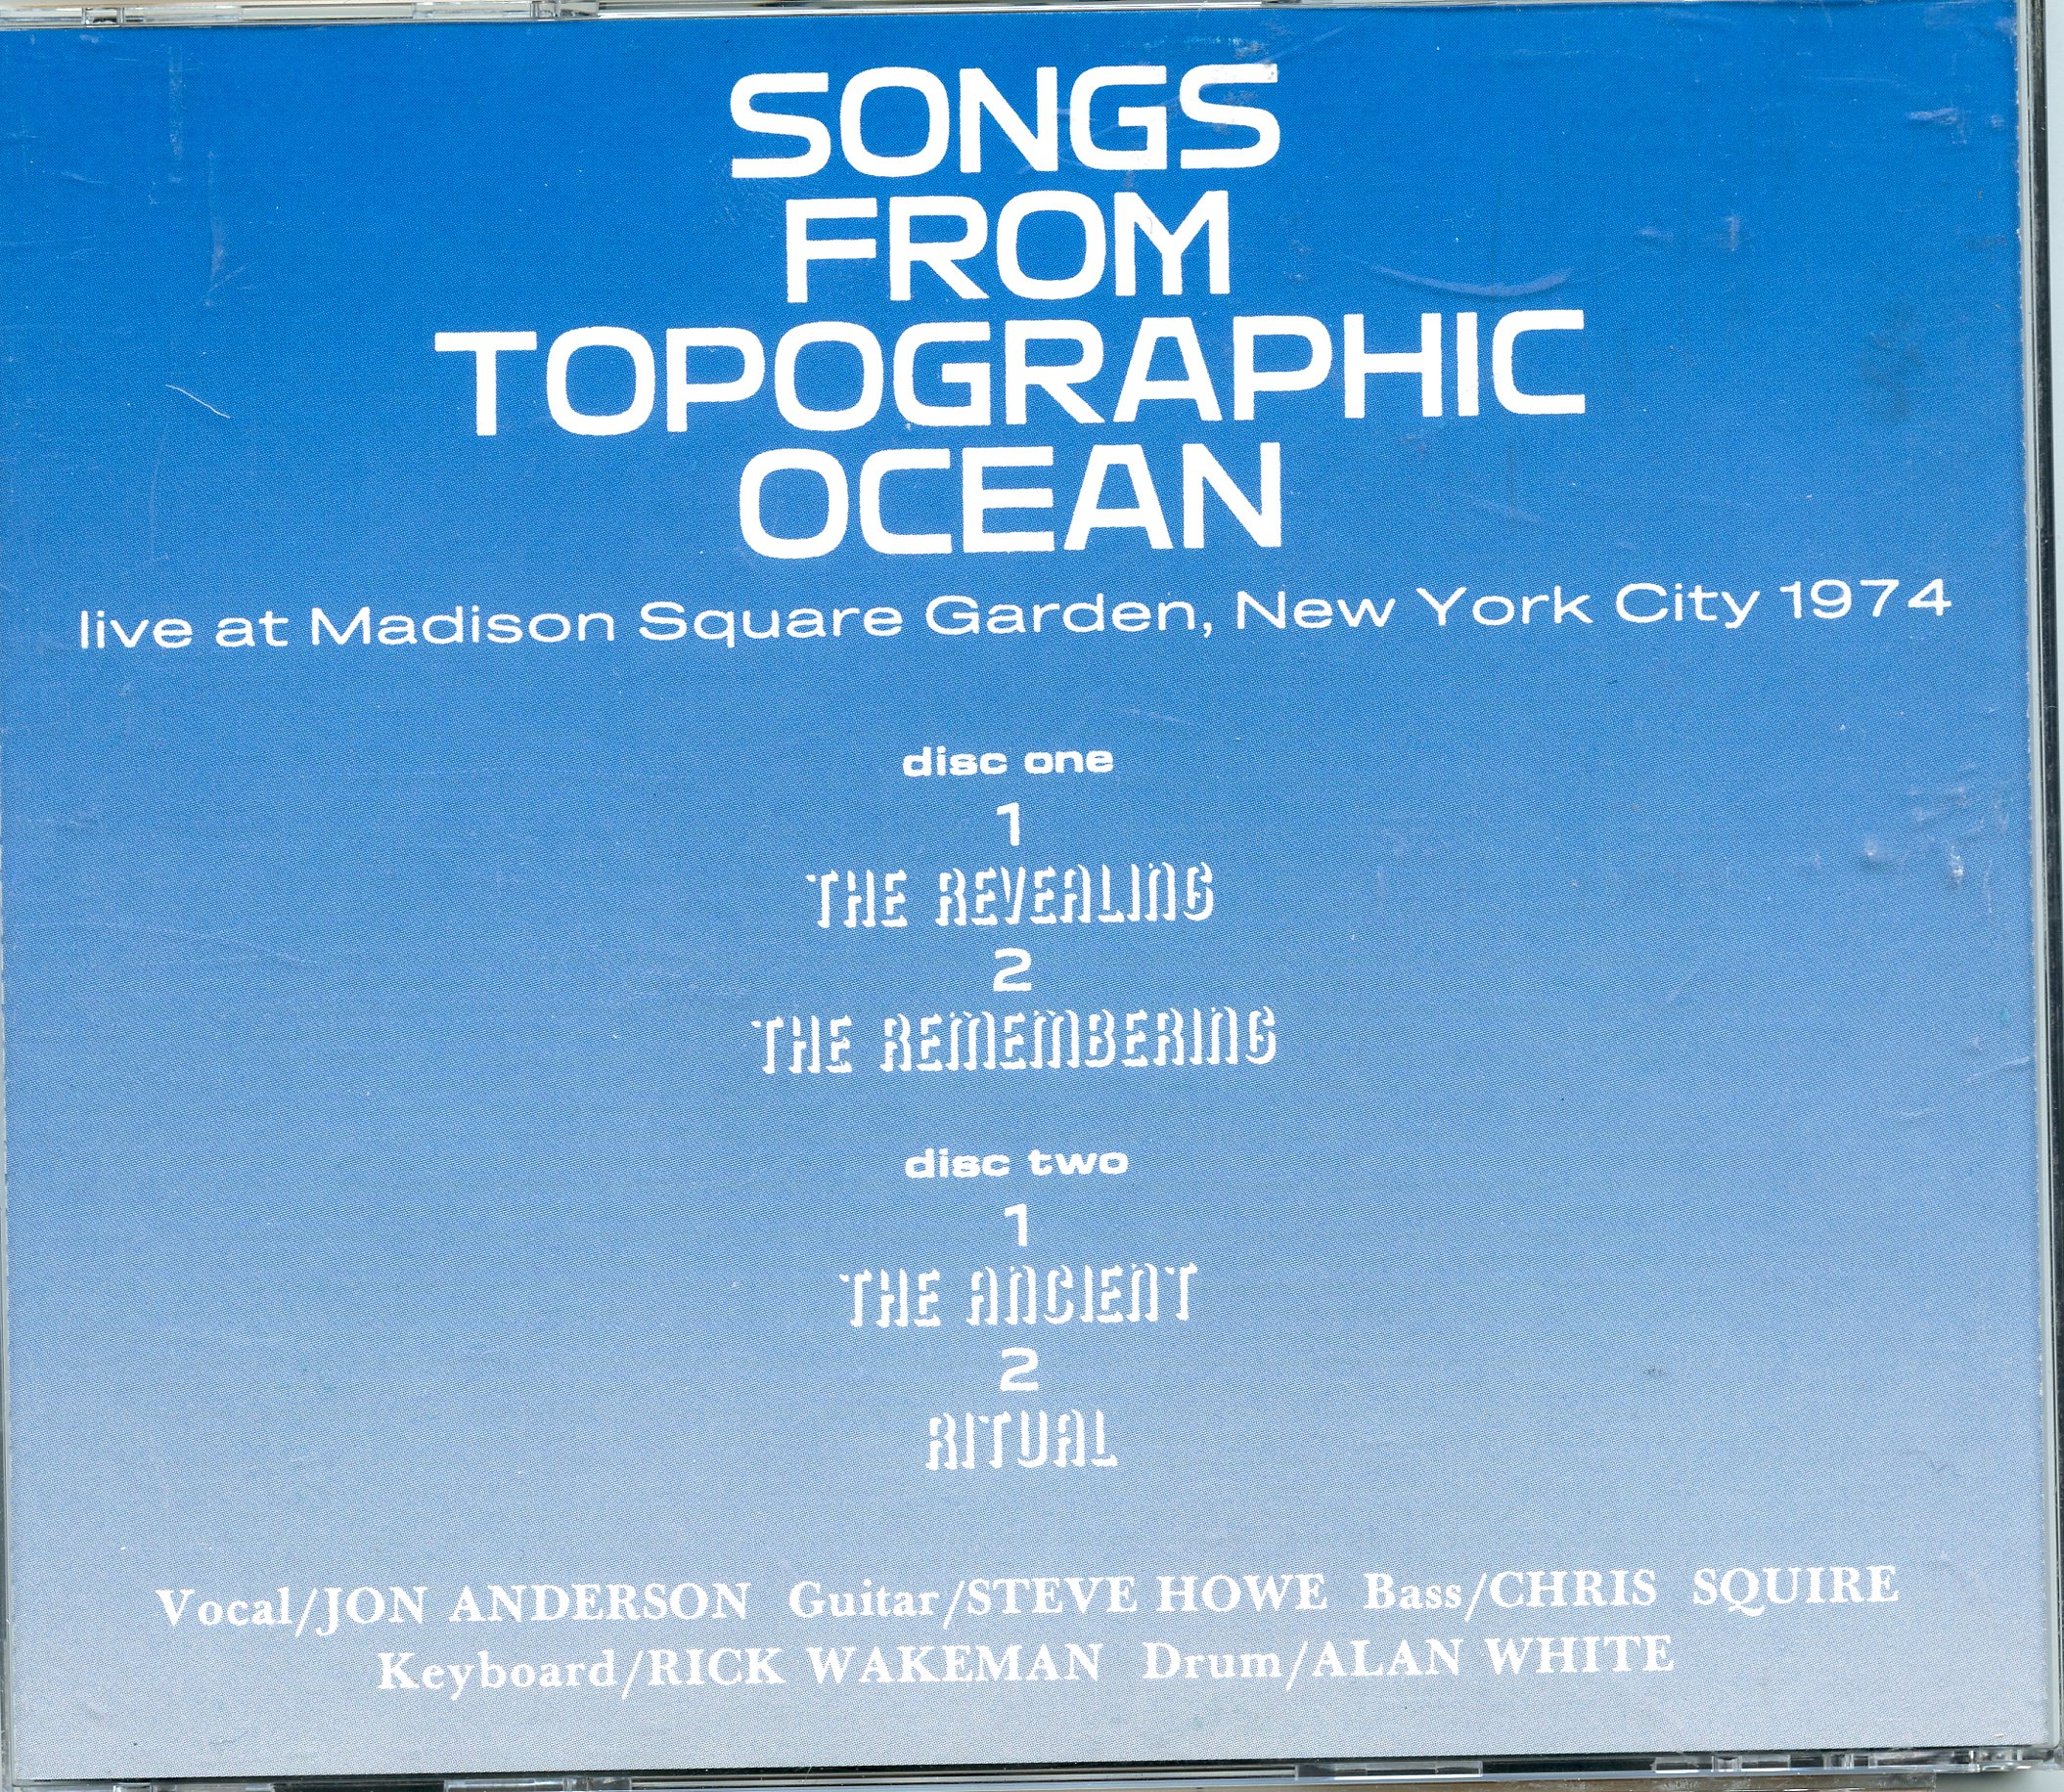 SONGS
FROM
TOPOGRAPHIC
OCEAN
live at Madison Square Garden, New York City 1974
disc one
1
THE REVEALING
2
THE REMEMBERING
disc two
1
THE ANCIENT
2
RITUAL
Vocal/JON ANDERSON Guitar/STEVE HOWE Bass/CHRIS SQUIRE
Keyboard/RICK WAKEMAN Drum/ALAN WHITE